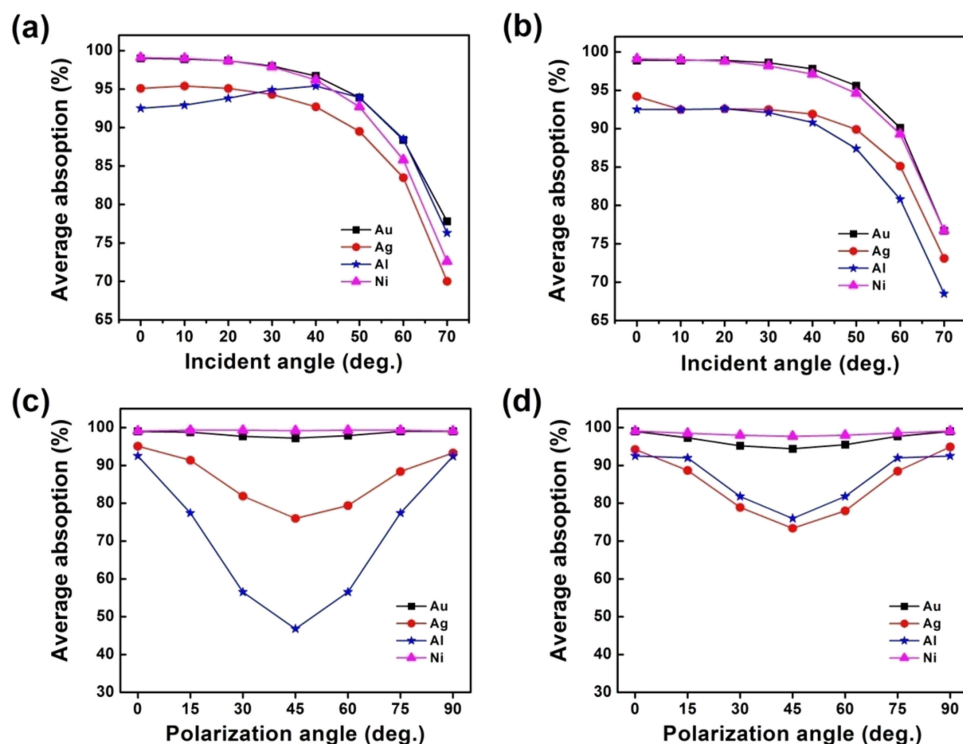 (a)
100
95
90
85
80
75
70
65
Average absoption (%)
Au
Ag
Al
Ni
0 10 20 30 40 50 60 70
Incident angle (deg.)
(b)
100
95
90
85
80
75
70
65
Average absoption (%)
Au
Ag
Al
Ni
0 10 20 30 40 50 60 70
Incident angle (deg.)
(c)
100
90
80
70
60
50
40
30
Average absoption (%)
Au
Ag
Al
Ni
0 15 30 45 60 75 90
Polarization angle (deg.)
(d)
100
90
80
70
60
50
40
30
Average absoption (%)
Au
Ag
Al
Ni
0 15 30 45 60 75 90
Polarization angle (deg.)